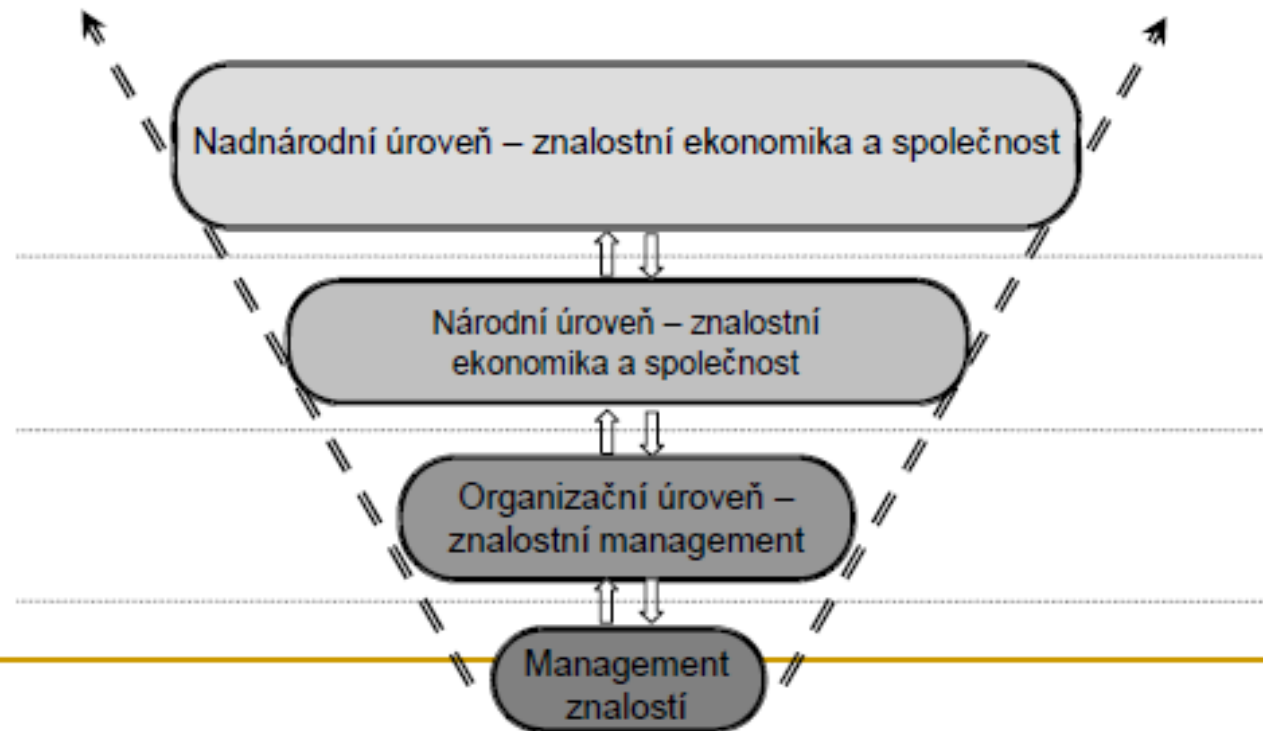 Nadnárodní úroveň – znalostní ekonomika a společnost
Národní úroveň – znalostní
ekonomika a společnost
Organizační úroveň –
znalostní management
Management
znalostí